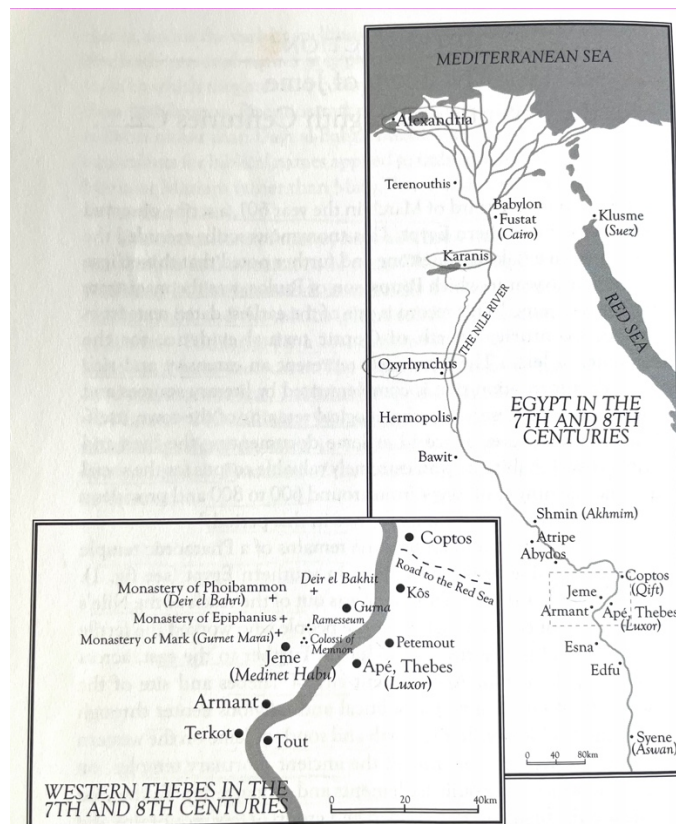 MEDITERRANEAN SEA
Alexandria
Terenouthis
Babylon
Fustat
(Cairo)
Klusme
(Suez)
Karanis
THE NILE RIVER
RED SEA
Oxyrhynchus
EGYPT IN THE
7TH AND 8TH
CENTURIES
Hermopolis
Bawit
Shmin (Akhmim)
Atripe
Abydos
Coptos
(Qift)
Jeme
Armant
Apé, Thebes
(Luxor)
Esna
Edfu
Syene
(Aswan)
0 40 80km
Coptos
Road to the Red Sea
Deir el Bakhit
Monastery of Phoibammon
(Deir el Bahri)
Kôs
Gurna
Monastery of Epiphanius
Ramesseum
Monastery of Mark (Gurnet Marai)
Colossi of
Memnon
Petemout
Jeme
(Medinet Habu)
Apé, Thebes
(Luxor)
Armant
Terkot
Tout
WESTERN THEBES IN THE
7TH AND 8TH CENTURIES
0 20 40km